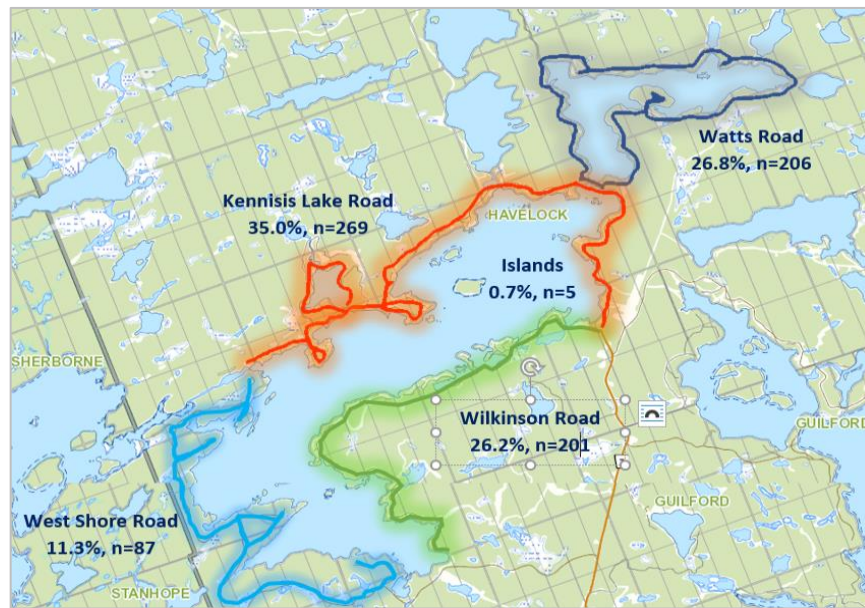 Watts Road
26.8%, n=206
Kennisis Lake Road
35.0%, n=269
HAVELOCK
Islands
0.7%, n=5
SHERBORNE
Wilkinson Road
26.2%, n=201
GUILFORD
GUILFORD
West Shore Road
11.3%, n=87
STANHOPE